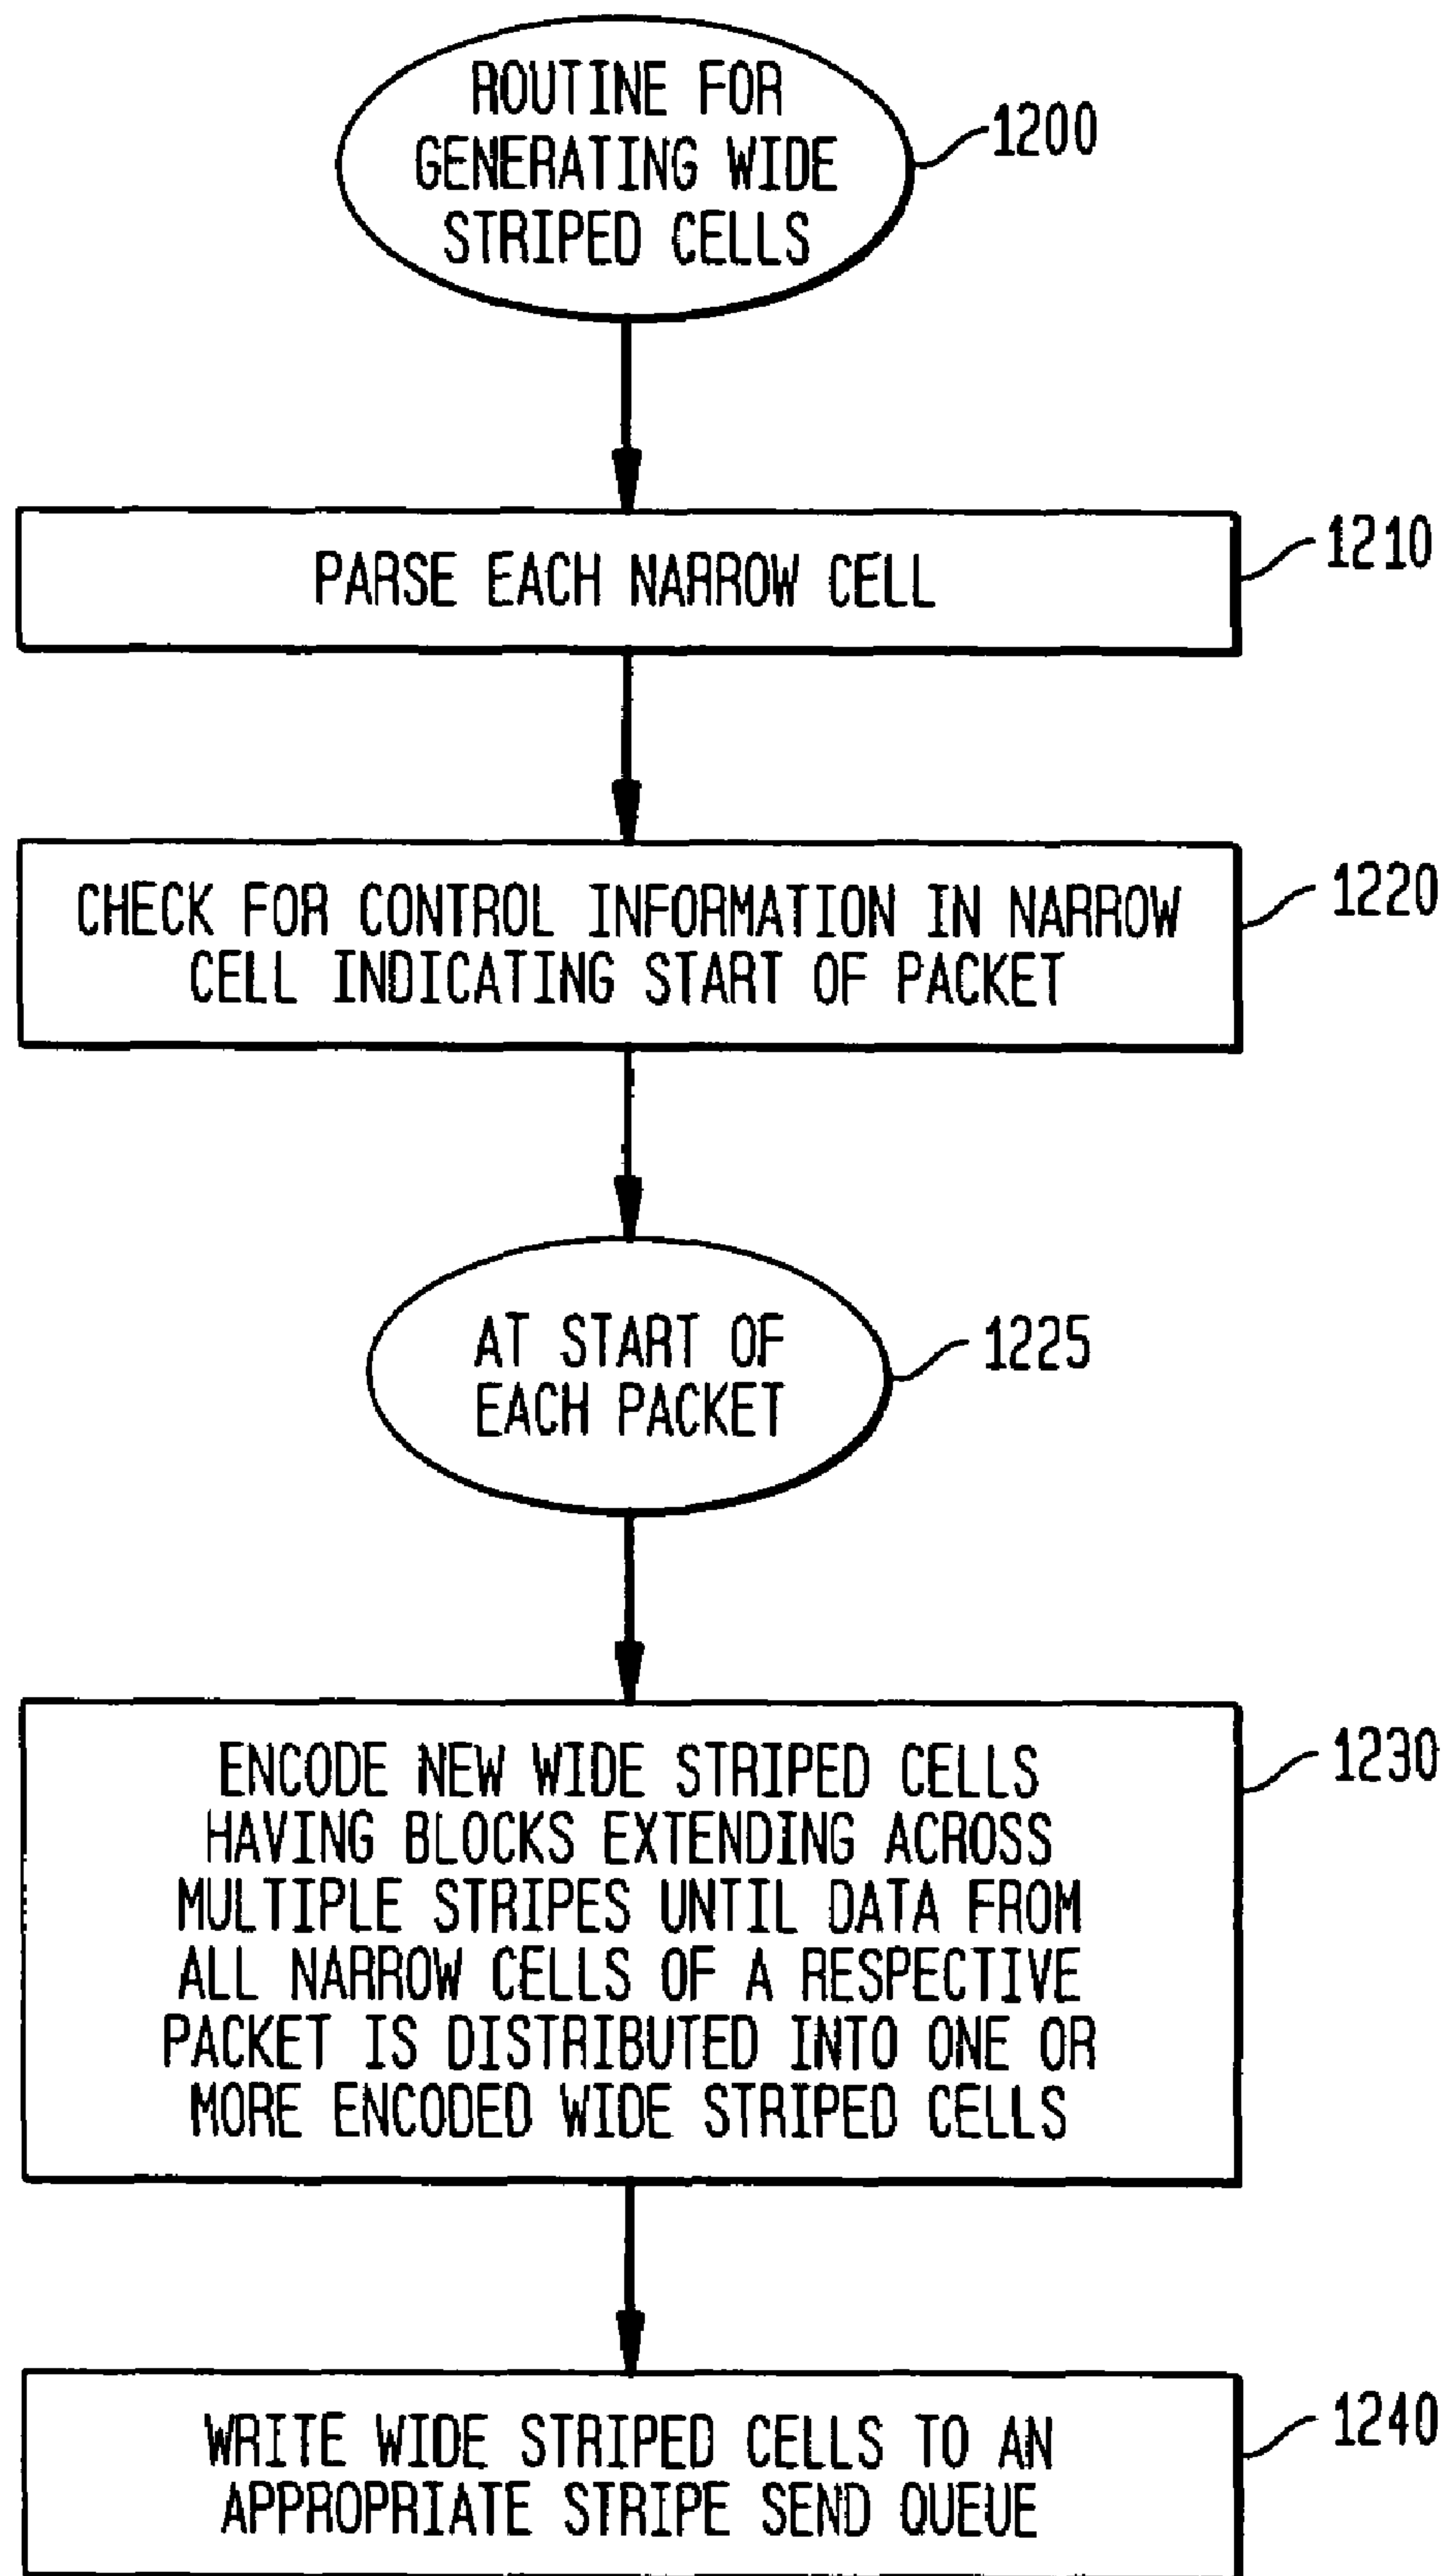 ROUTINE FOR
GENERATING WIDE
STRIPED CELLS
1200
PARSE EACH NARROW CELL
1210
CHECK FOR CONTROL INFORMATION IN NARROW
CELL INDICATING START OF PACKET
1220
AT START OF
EACH PACKET
1225
ENCODE NEW WIDE STRIPED CELLS
HAVING BLOCKS EXTENDING ACROSS
MULTIPLE STRIPES UNTIL DATA FROM
ALL NARROW CELLS OF A RESPECTIVE
PACKET IS DISTRIBUTED INTO ONE OR
MORE ENCODED WIDE STRIPED CELLS
1230
WRITE WIDE STRIPED CELLS TO AN
APPROPRIATE STRIPE SEND QUEUE
1240